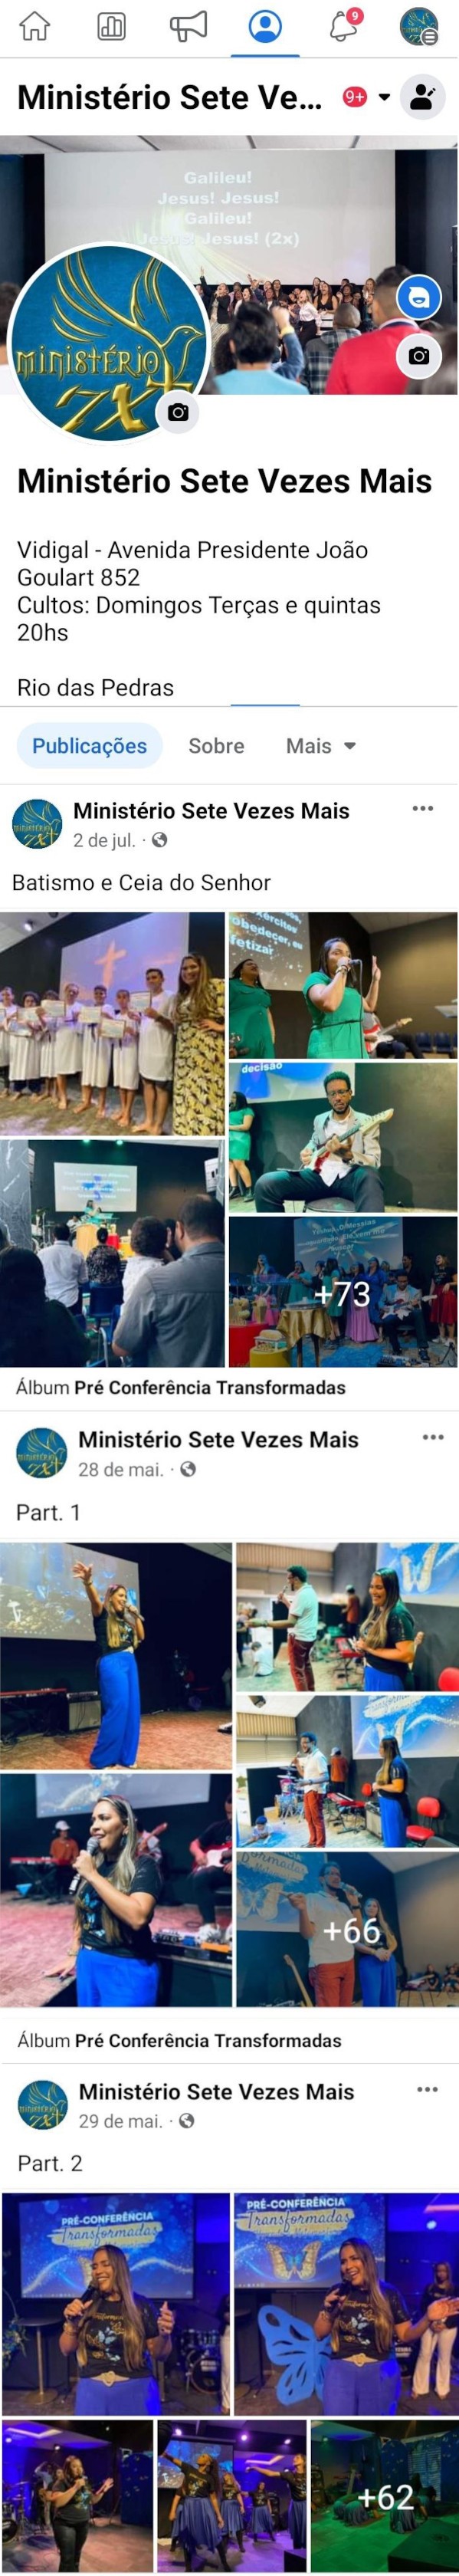 9
Ministério Sete Ve...
9+
Galileu!
Jesus! Jesus!
Galileu!
Jesus! Jesus! (2x)
MINISTÉRIO
7X
Ministério Sete Vezes Mais
Vidigal - Avenida Presidente João
Goulart 852
Cultos: Domingos Terças e quintas
20hs
Rio das Pedras
Publicações
Sobre
Mais
Ministério Sete Vezes Mais
2 de jul. ·
Batismo e Ceia do Senhor
obedecer, ou
decisão
+73
Álbum Pré Conferência Transformadas
Ministério Sete Vezes Mais
28 de mai. ·
Part. 1
+66
Álbum Pré Conferência Transformadas
Ministério Sete Vezes Mais
29 de mai. ·
Part. 2
PRÉ-CONFERÊNCIA
Transformadas
PRÉ-CONFERÊNCIA
Transformadas
+62